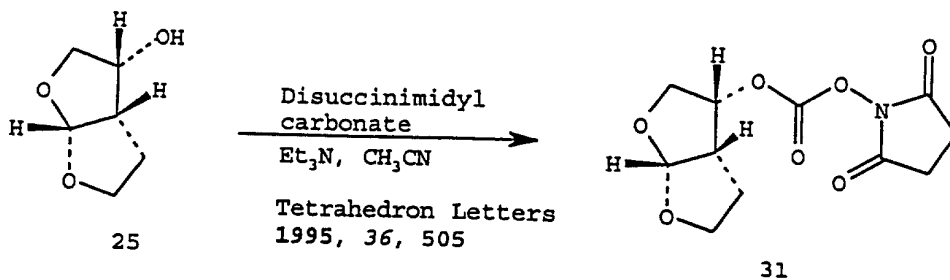 H
OH
O
H
H
O
25
Disuccinimidyl
carbonate
Et₃N, CH₃CN
Tetrahedron Letters
1995, 36, 505
H
O
O
O
N
O
O
H
H
O
O
O
31